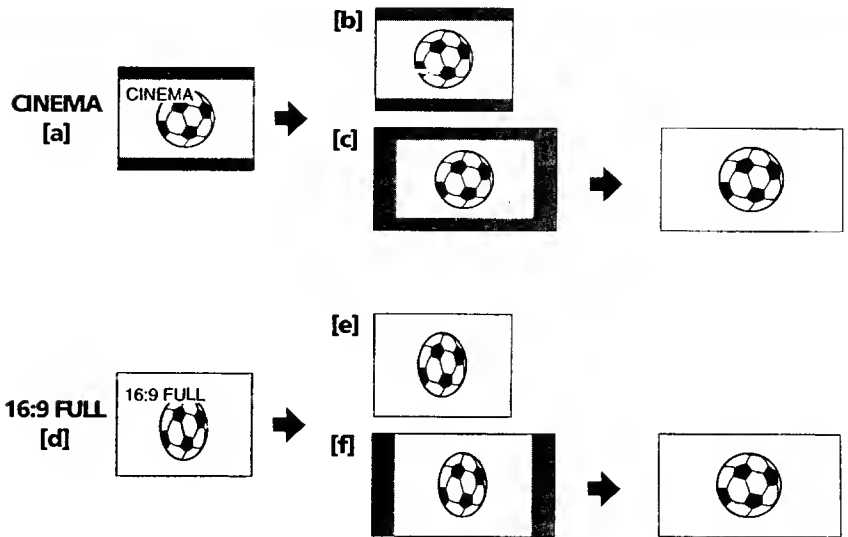 [b]
CINEMA
CINEMA
[a]
[c]
[e]
16:9 FULL
16:9 FULL
[d]
[f]